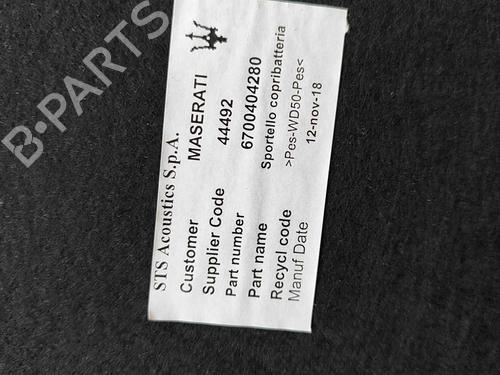 STS Acoustics S.p.A.
Customer MASERATI
Supplier Code 44492
Part number 6700404280
Part name Sportello copribatteria
Recycl code >Pes-WD50-Pes<
Manuf Date 12-nov-18
B-PARTS